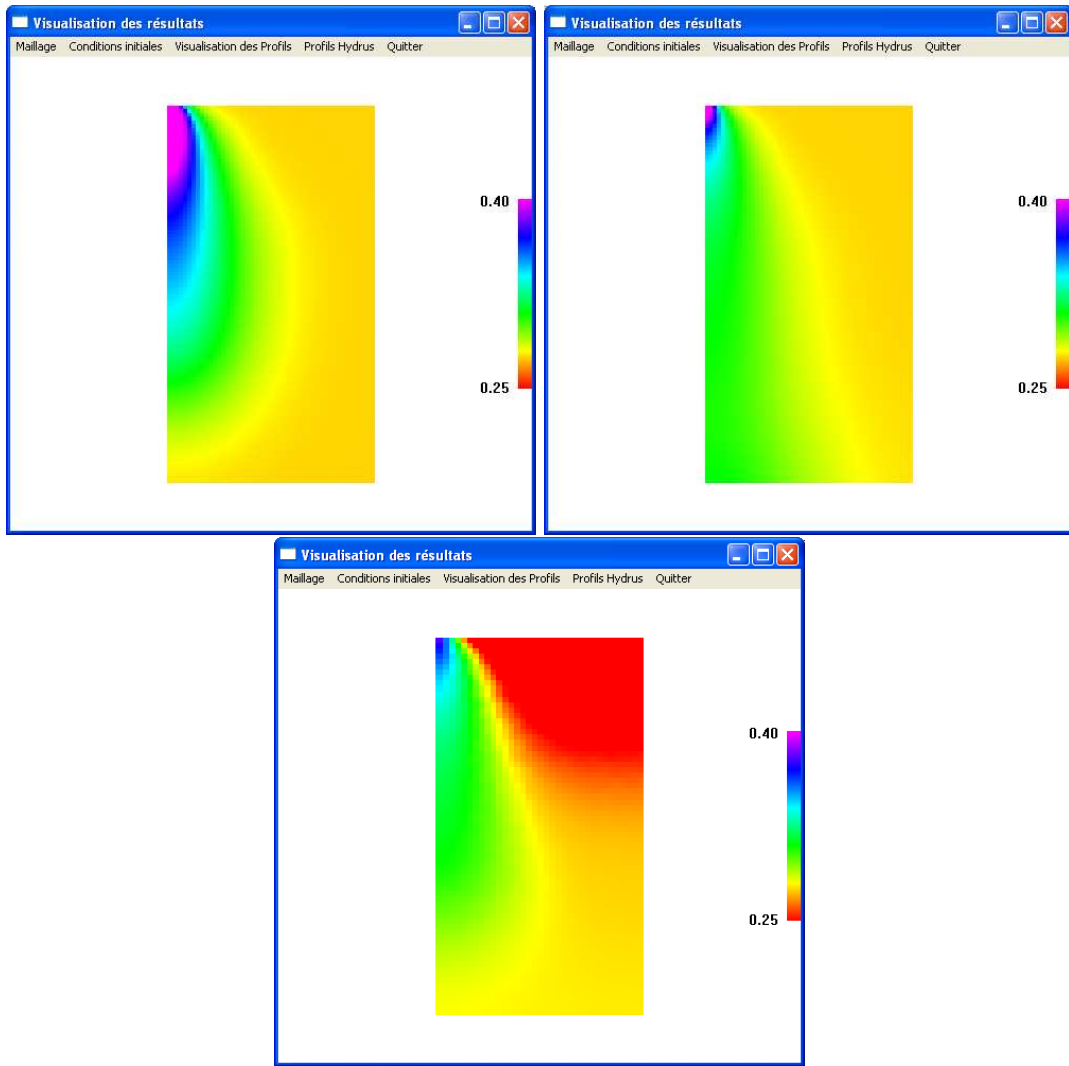 Visualisation des résultats
Maillage Conditions initiales Visualisation des Profils Profils Hydrus Quitter
0.40
0.25
Visualisation des résultats
Maillage Conditions initiales Visualisation des Profils Profils Hydrus Quitter
0.40
0.25
Visualisation des résultats
Maillage Conditions initiales Visualisation des Profils Profils Hydrus Quitter
0.40
0.25